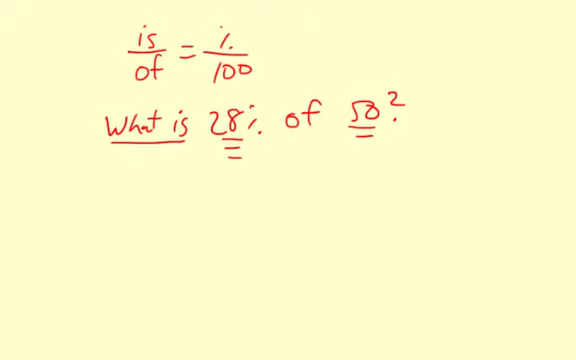 is/of = %/100
What is 28% of 50?